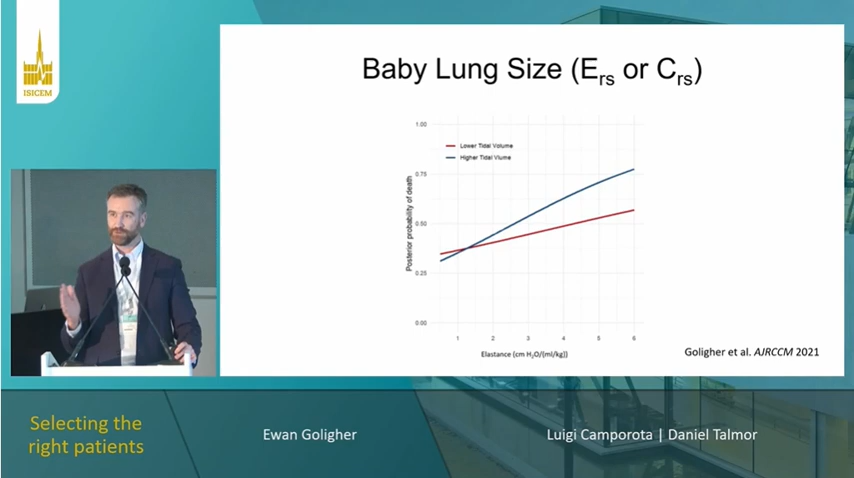 ISICEM
Baby Lung Size (Ers or Crs)
1.00
Lower Tidal Volume
Higher Tidal Vlume
0.75
Posterior probability of death
0.50
0.25
0.00
1 2 3 4 5 6
Elastance (cm H₂O/(ml/kg))
Goligher et al. AJRCCM 2021
Selecting the
right patients
Ewan Goligher
Luigi Camporota | Daniel Talmor